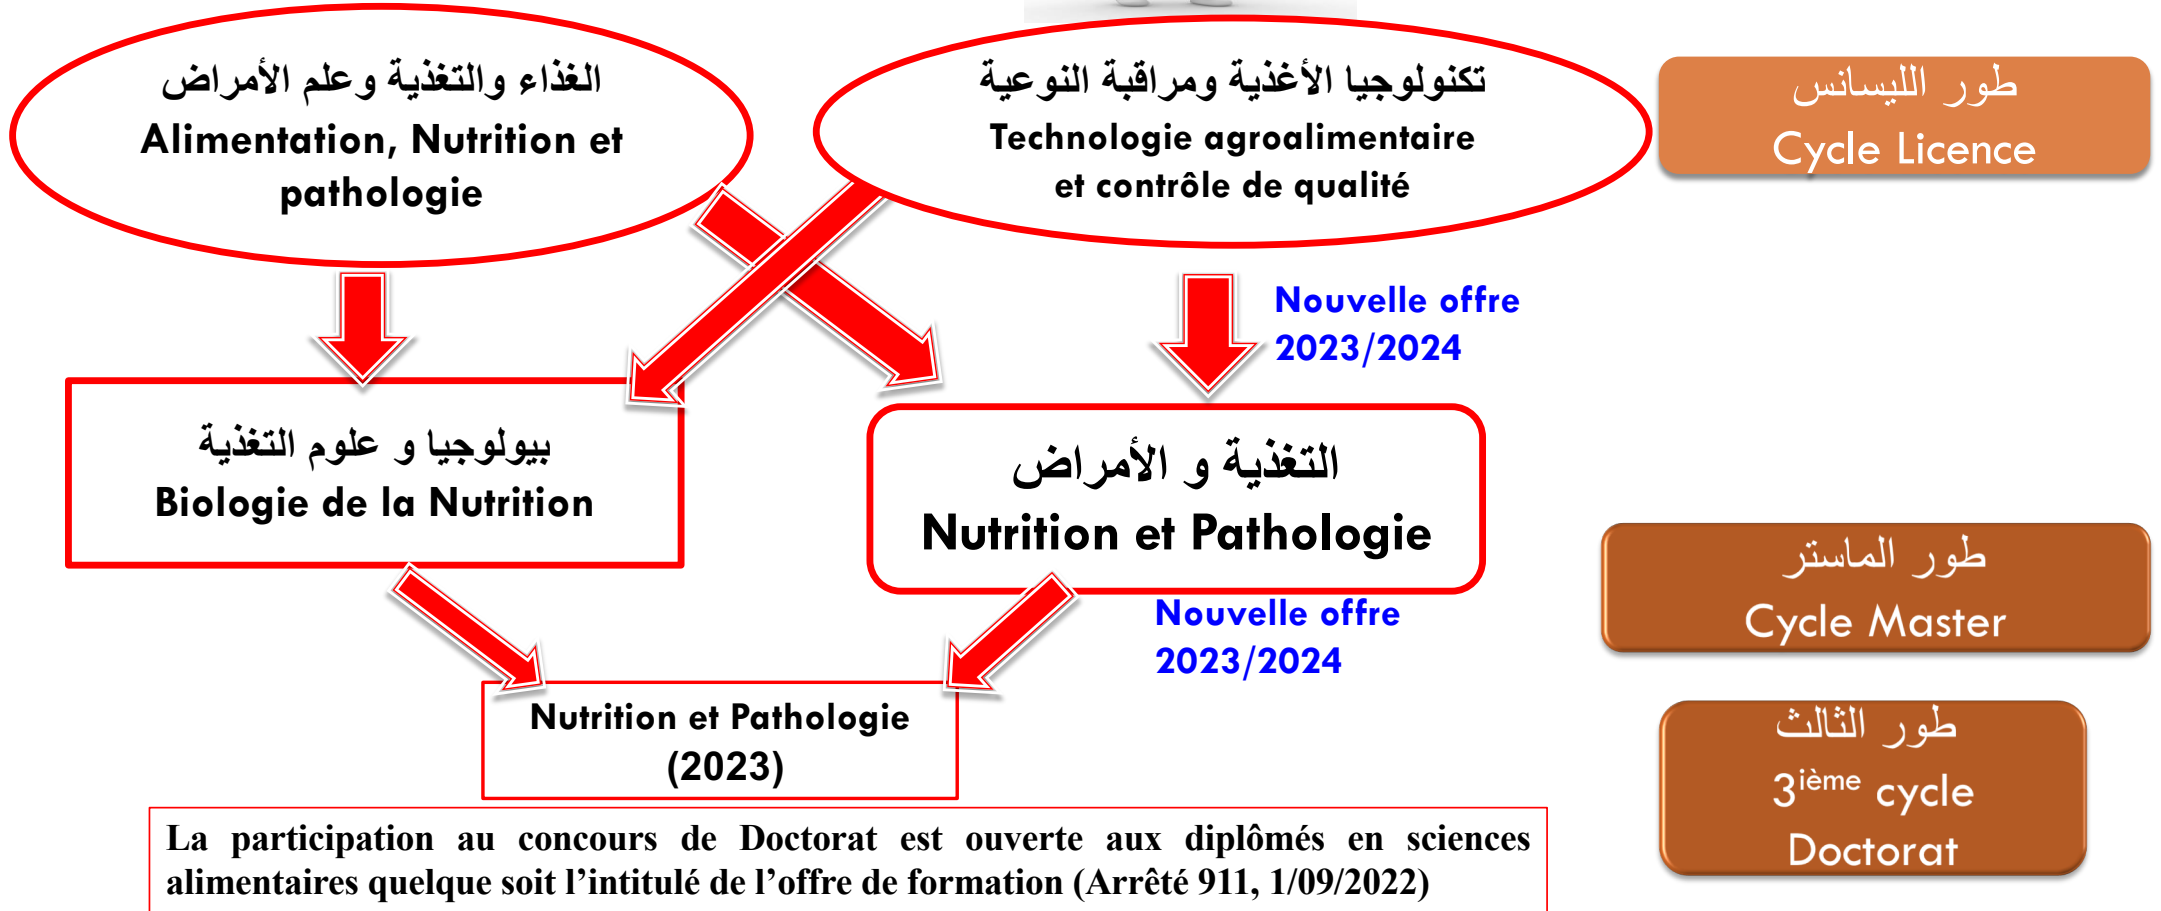 الغذاء والتغذية وعلم الأمراض
Alimentation, Nutrition et
pathologie
تكنولوجيا الأغذية ومراقبة النوعية
Technologie agroalimentaire
et contrôle de qualité
طور الليسانس
Cycle Licence
Nouvelle offre
2023/2024
بيولوجيا و علوم التغذية
Biologie de la Nutrition
التغذية و الأمراض
Nutrition et Pathologie
طور الماستر
Cycle Master
Nouvelle offre
2023/2024
Nutrition et Pathologie
(2023)
طور الثالث
3ième cycle
Doctorat
La participation au concours de Doctorat est ouverte aux diplômés en sciences
alimentaires quelque soit l’intitulé de l’offre de formation (Arrêté 911, 1/09/2022)